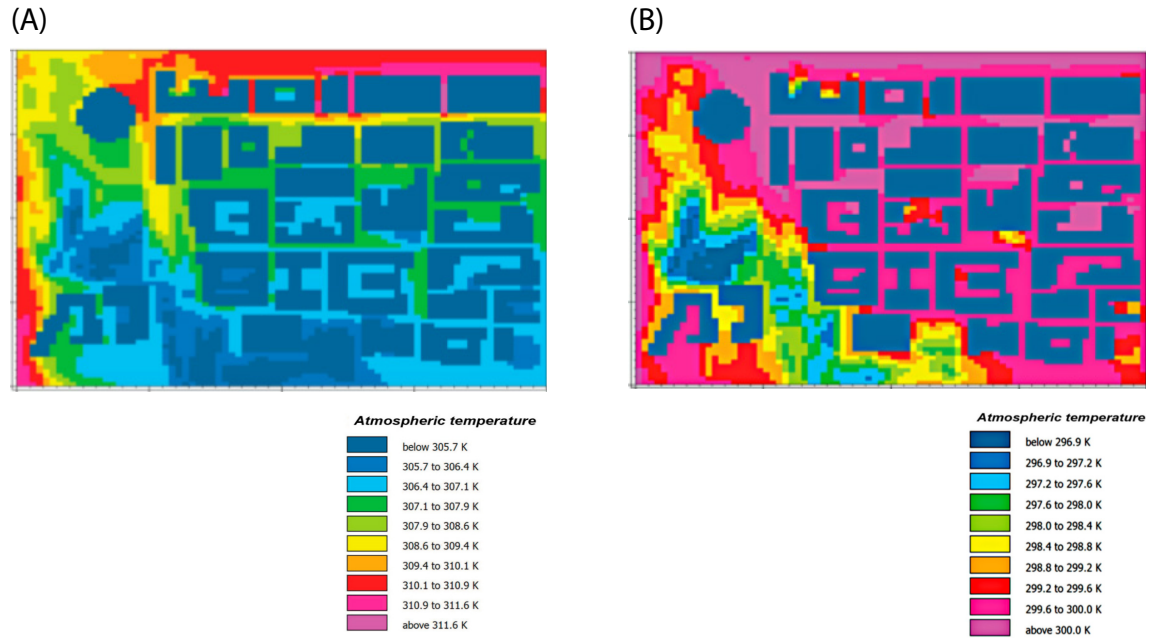 (A)
(B)
Atmospheric temperature
below 305.7 K
305.7 to 306.4 K
306.4 to 307.1 K
307.1 to 307.9 K
307.9 to 308.6 K
308.6 to 309.4 K
309.4 to 310.1 K
310.1 to 310.9 K
310.9 to 311.6 K
above 311.6 K
Atmospheric temperature
below 296.9 K
296.9 to 297.2 K
297.2 to 297.6 K
297.6 to 298.0 K
298.0 to 298.4 K
298.4 to 298.8 K
298.8 to 299.2 K
299.2 to 299.6 K
299.6 to 300.0 K
above 300.0 K